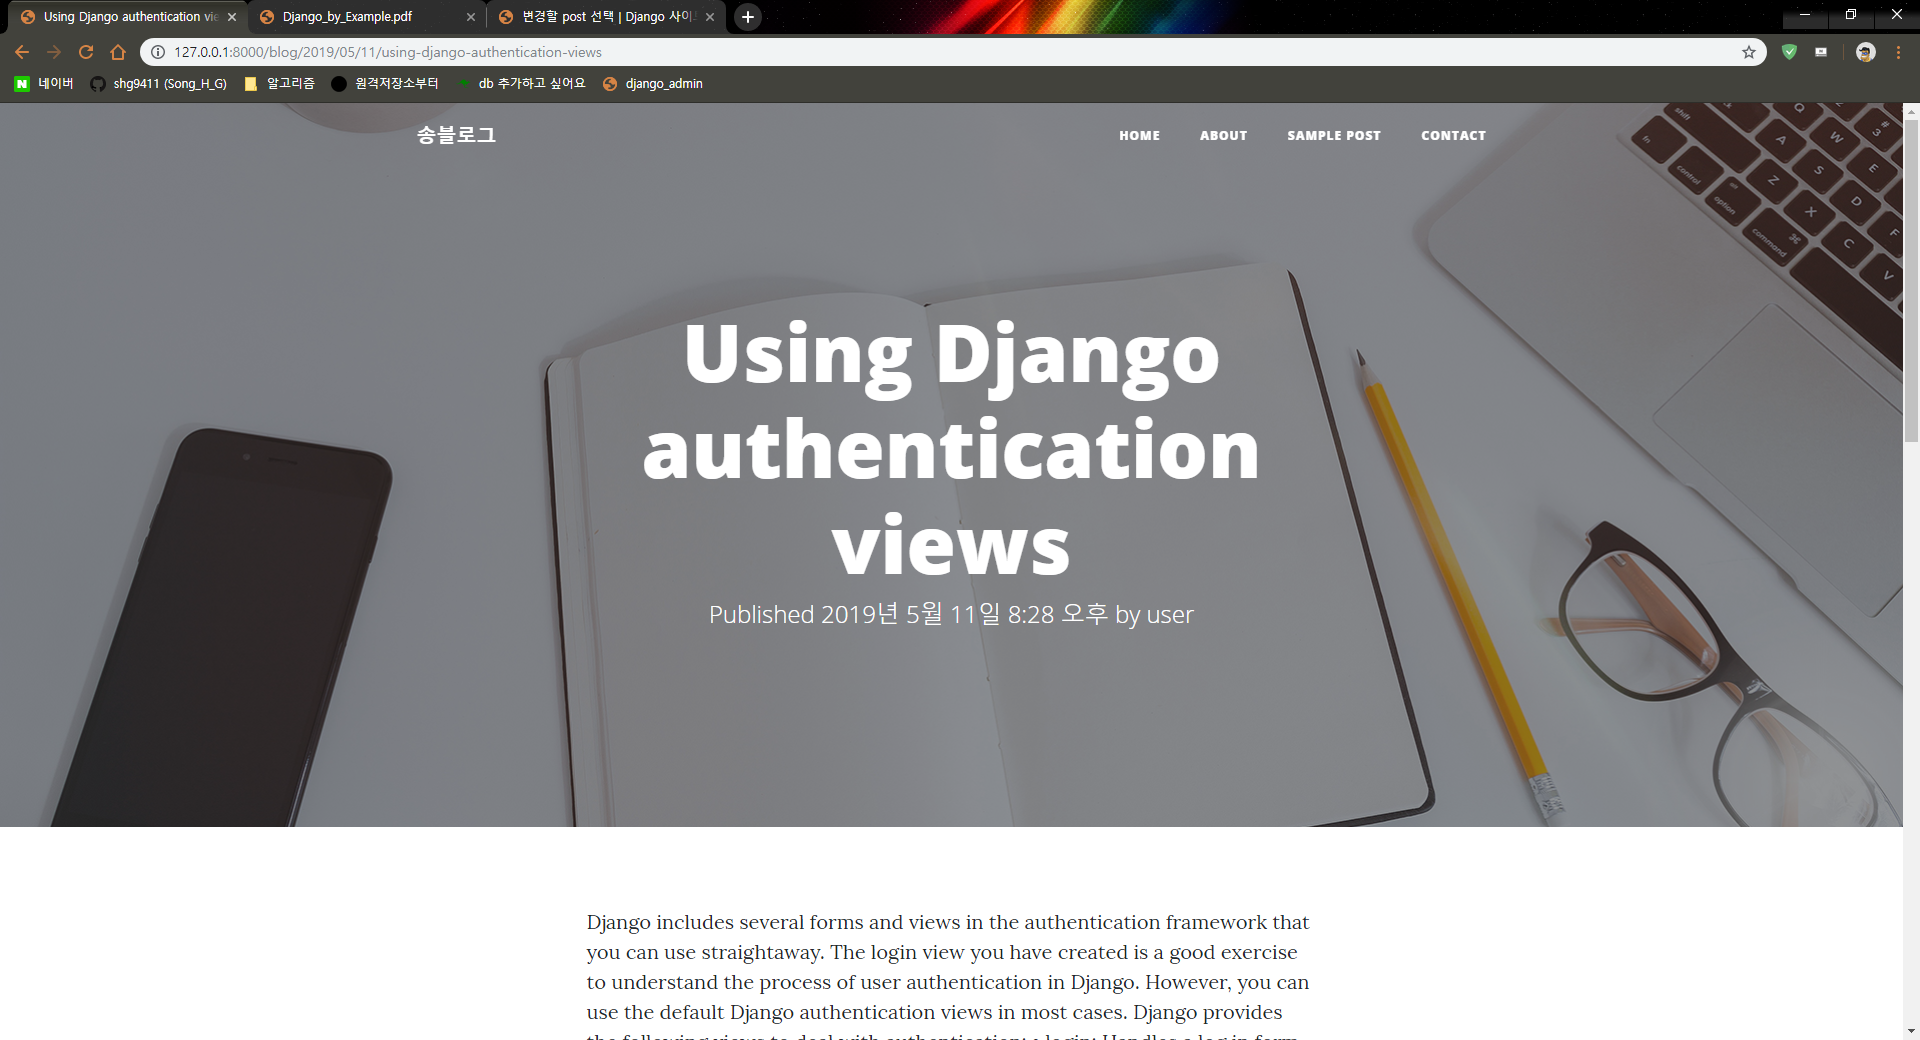 Using Django authentication vie
Django_by_Example.pdf
변경할 post 선택 | Django 사이트
127.0.0.1:8000/blog/2019/05/11/using-django-authentication-views
네이버
shg9411 (Song_H_G)
알고리즘
원격저장소부터
db 추가하고 싶어요
django_admin
송블로그
HOME
ABOUT
SAMPLE POST
CONTACT
Using Django
authentication
views
Published 2019년 5월 11일 8:28 오후 by user
Django includes several forms and views in the authentication framework that
you can use straightaway. The login view you have created is a good exercise
to understand the process of user authentication in Django. However, you can
use the default Django authentication views in most cases. Django provides